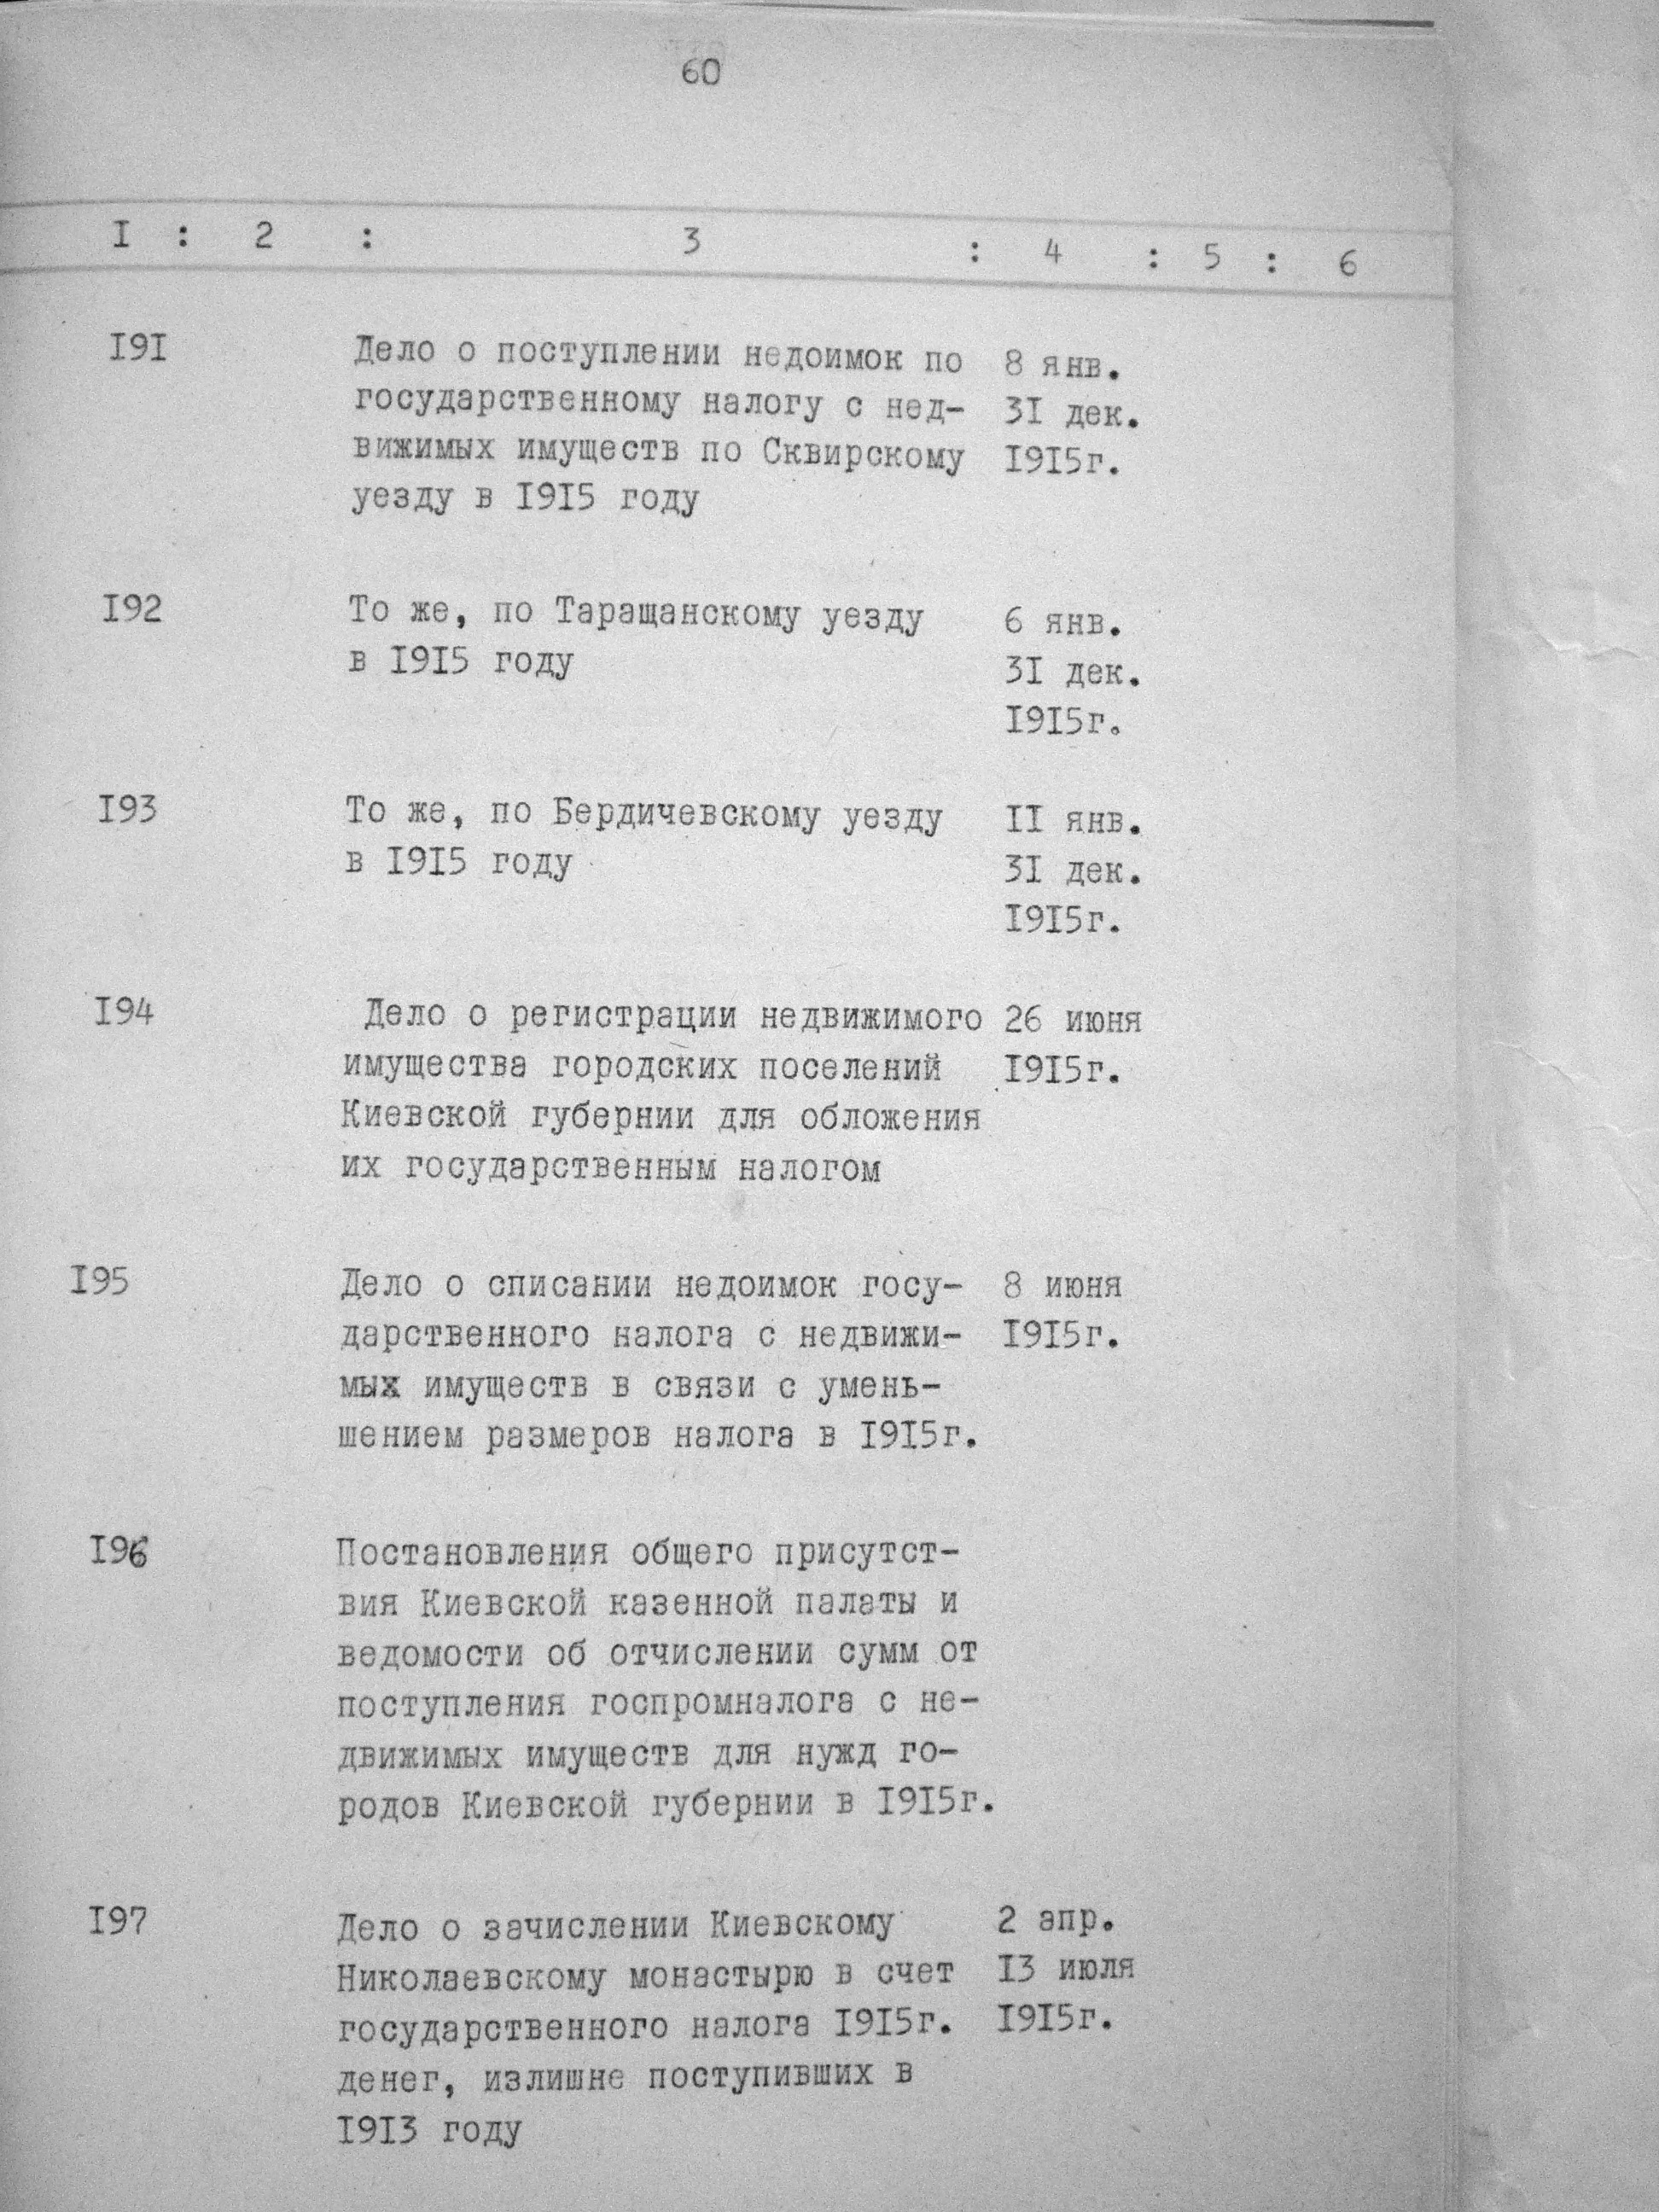 60
I : 2 : 3 : 4 : 5 : 6
I9I Дело о поступлении недоимок по 8 янв.
государственному налогу с нед- 3I дек.
вижимых имуществ по Сквирскому I9I5г.
уезду в I9I5 году
I92 То же, по Таращанскому уезду 6 янв.
в I9I5 году 3I дек.
I9I5г.
I93 То же, по Бердичевскому уезду II янв.
в I9I5 году 3I дек.
I9I5г.
I94 Дело о регистрации недвижимого 26 июня
имущества городских поселений I9I5г.
Киевской губернии для обложения
их государственным налогом
I95 Дело о списании недоимок госу- 8 июня
дарственного налога с недвижи- I9I5г.
мых имуществ в связи с умень-
шением размеров налога в I9I5г.
I96 Постановления общего присутст-
вия Киевской казенной палаты и
ведомости об отчислении сумм от
поступления госпромналога с не-
движимых имуществ для нужд го-
родов Киевской губернии в I9I5г.
I97 Дело о зачислении Киевскому 2 апр.
Николаевскому монастырю в счет I3 июля
государственного налога I9I5г. I9I5г.
денег, излишне поступивших в
I9I3 году